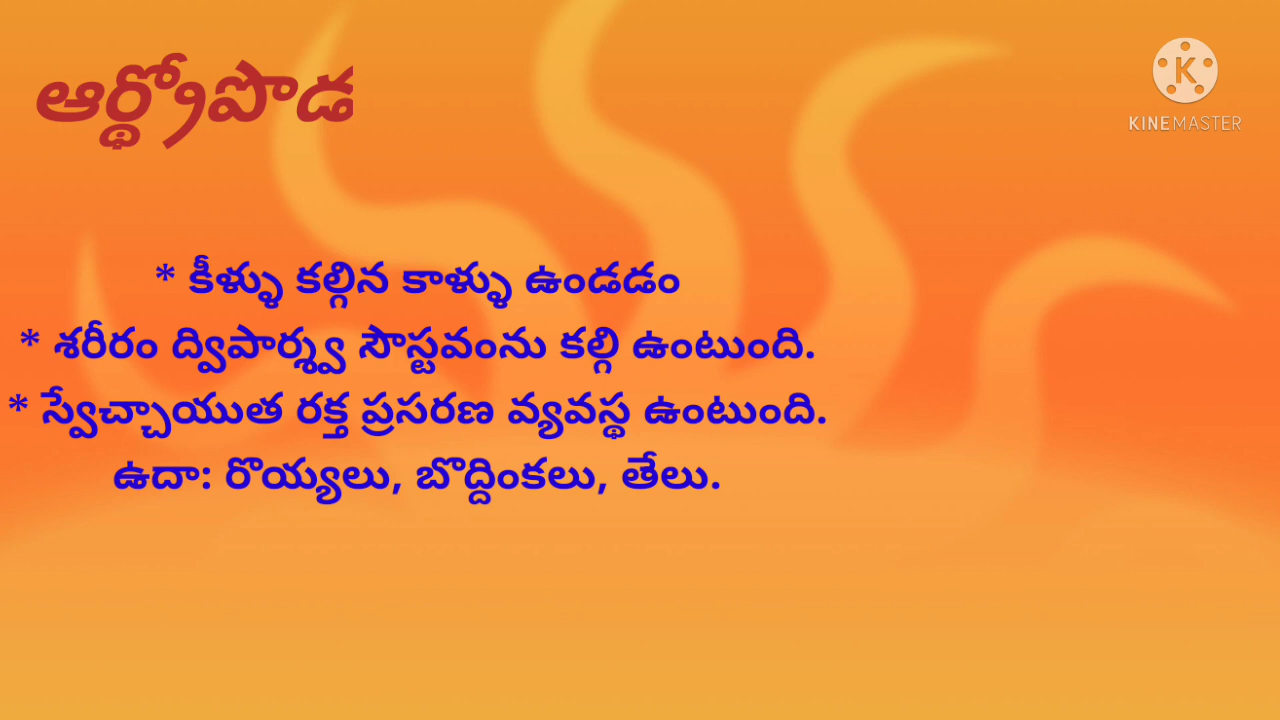 ఆర్థ్రోపొడ
KINEMASTER
* కీళ్ళు కల్గిన కాళ్ళు ఉండడం
* శరీరం ద్విపార్శ్వ సౌస్టవంను కల్గి ఉంటుంది.
* స్వేచ్చాయుత రక్త ప్రసరణ వ్యవస్థ ఉంటుంది.
ఉదా: రొయ్యలు, బొద్దింకలు, తేలు.